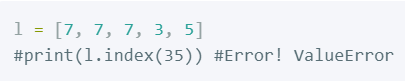 l = [7, 7, 7, 3, 5]
#print(l.index(35)) #Error! ValueError